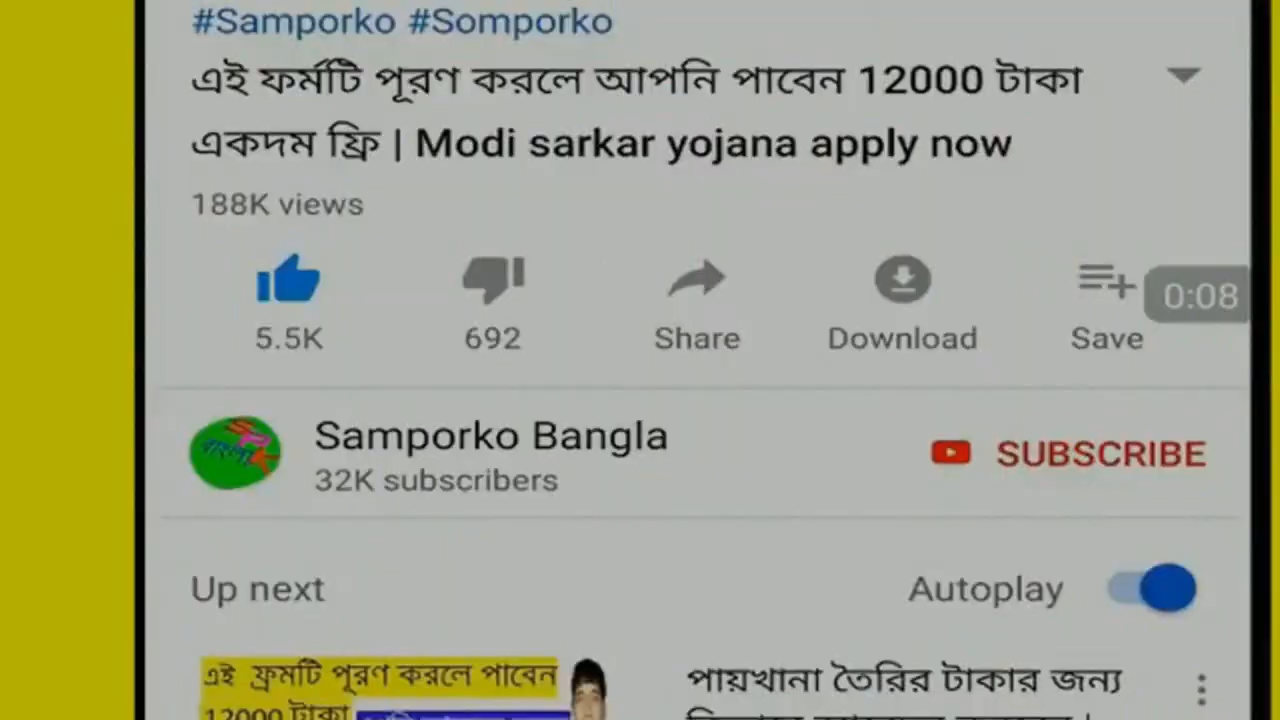 #Samporko #Somporko
এই ফর্মটি পূরণ করলে আপনি পাবেন 12000 টাকা
একদম ফ্রি | Modi sarkar yojana apply now
188K views
5.5K 692 Share Download Save
0:08
Samporko Bangla
32K subscribers
SUBSCRIBE
Up next Autoplay
এই ফ্রমটি পূরণ করলে পাবেন
12000 টাকা
পায়খানা তৈরির টাকার জন্য